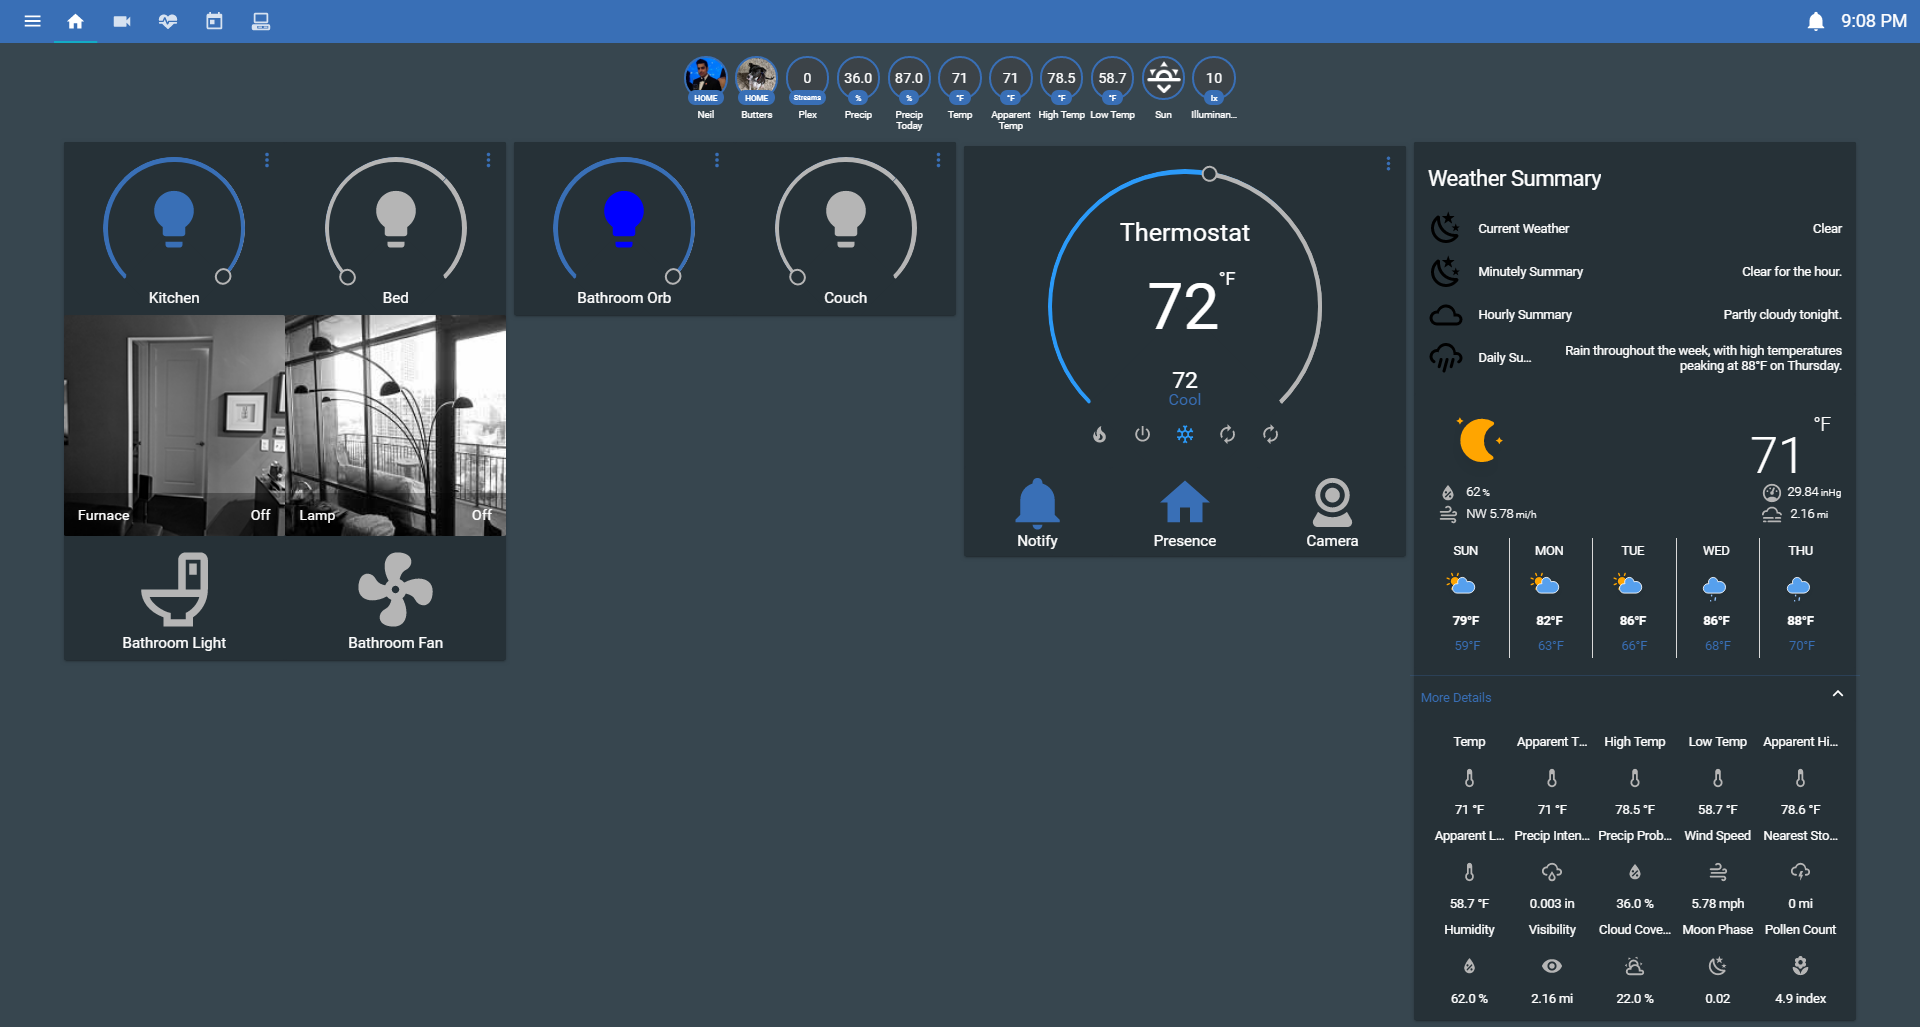 9:08 PM
HOME
Neil
HOME
Butters
0
Streams
Plex
36.0
%
Precip
87.0
%
Precip
Today
71
°F
Temp
71
°F
Apparent
Temp
78.5
°F
High Temp
58.7
°F
Low Temp
Sun
10
lx
Illuminan...
Kitchen
Bed
Furnace Off
Lamp Off
Bathroom Light
Bathroom Fan
Bathroom Orb
Couch
Thermostat
72 °F
72
Cool
Notify
Presence
Camera
Weather Summary
Current Weather Clear
Minutely Summary Clear for the hour.
Hourly Summary Partly cloudy tonight.
Daily Su... Rain throughout the week, with high temperatures
peaking at 88°F on Thursday.
71 °F
62 % 29.84 inHg
NW 5.78 mi/h 2.16 mi
SUN MON TUE WED THU
79°F 82°F 86°F 86°F 88°F
59°F 63°F 66°F 68°F 70°F
More Details
Temp Apparent T... High Temp Low Temp Apparent Hi...
71 °F 71 °F 78.5 °F 58.7 °F 78.6 °F
Apparent L... Precip Inten... Precip Prob... Wind Speed Nearest Sto...
58.7 °F 0.003 in 36.0 % 5.78 mph 0 mi
Humidity Visibility Cloud Cove... Moon Phase Pollen Count
62.0 % 2.16 mi 22.0 % 0.02 4.9 index